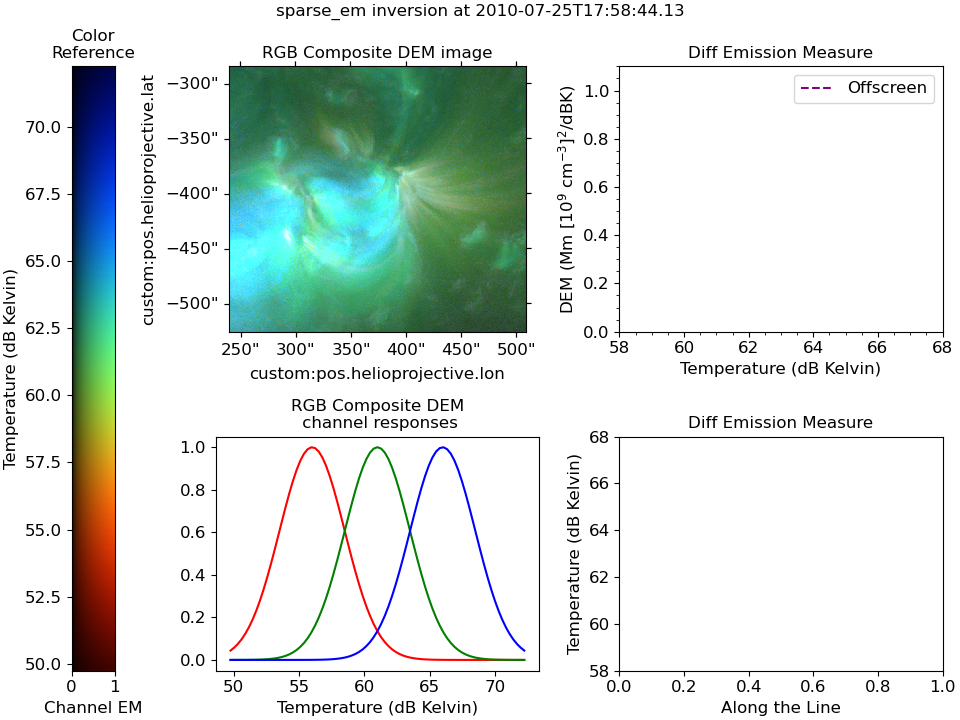 sparse_em inversion at 2010-07-25T17:58:44.13
Color
Reference
70.0
67.5
65.0
62.5
60.0
57.5
55.0
52.5
50.0
Temperature (dB Kelvin)
0 1
Channel EM
RGB Composite DEM image
−300"
−350"
−400"
−450"
−500"
custom:pos.helioprojective.lat
250" 300" 350" 400" 450" 500"
custom:pos.helioprojective.lon
Diff Emission Measure
Offscreen
1.0
0.8
0.6
0.4
0.2
0.0
DEM (Mm [10⁹ cm⁻³]²/dBK)
58 60 62 64 66 68
Temperature (dB Kelvin)
RGB Composite DEM
channel responses
1.0
0.8
0.6
0.4
0.2
0.0
50 55 60 65 70
Temperature (dB Kelvin)
Diff Emission Measure
68
66
64
62
60
58
Temperature (dB Kelvin)
0.0 0.2 0.4 0.6 0.8 1.0
Along the Line